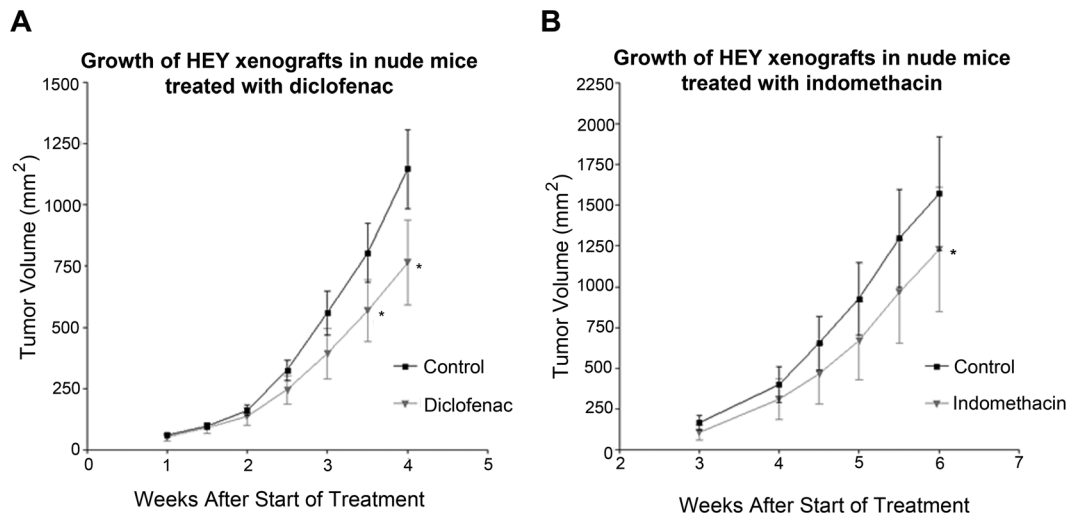 A
Growth of HEY xenografts in nude mice
treated with diclofenac
1500
1250
1000
750
500
250
0
Tumor Volume (mm2)
*
*
Control
Diclofenac
0 1 2 3 4 5
Weeks After Start of Treatment
B
Growth of HEY xenografts in nude mice
treated with indomethacin
2250
2000
1750
1500
1250
1000
750
500
250
0
Tumor Volume (mm2)
*
Control
Indomethacin
2 3 4 5 6 7
Weeks After Start of Treatment